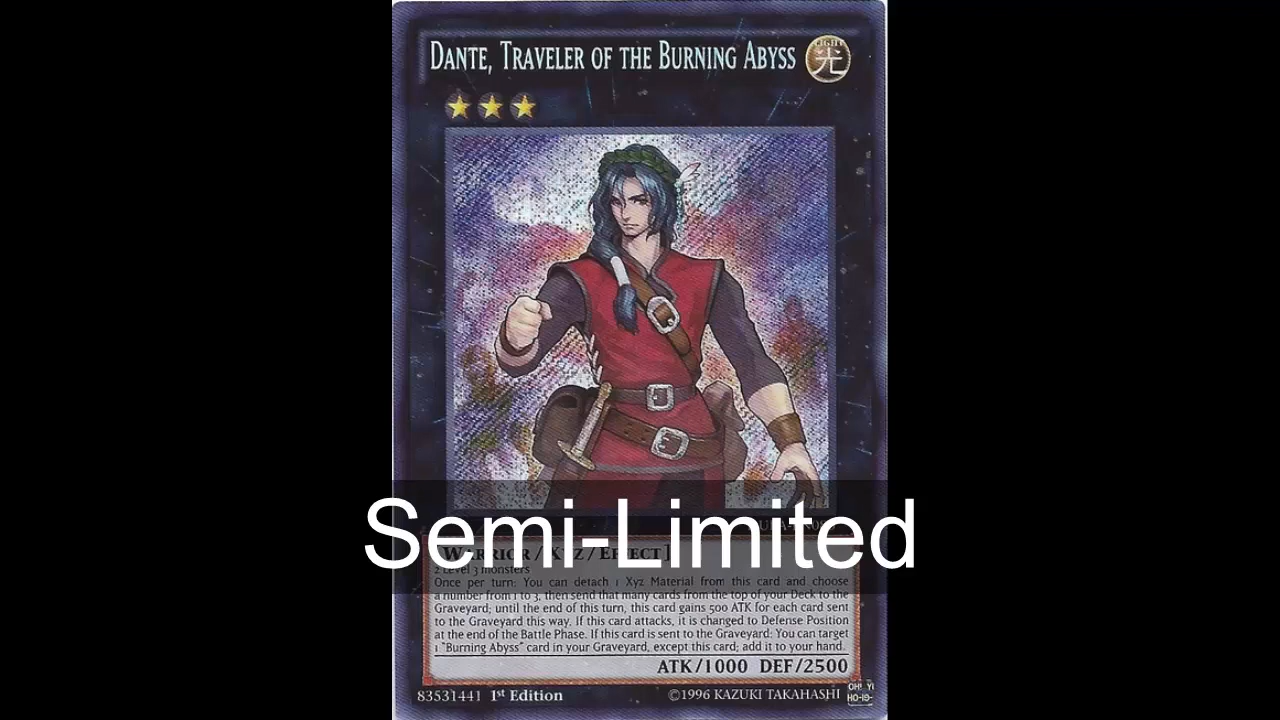 DANTE, TRAVELER OF THE BURNING ABYSS
LIGHT
光
Semi-Limited
[WARRIOR / XYZ / EFFECT]
2 Level 3 monsters
Once per turn: You can detach 1 Xyz Material from this card and choose
a number from 1 to 3, then send that many cards from the top of your Deck to the
Graveyard; until the end of this turn, this card gains 500 ATK for each card sent
to the Graveyard this way. If this card attacks, it is changed to Defense Position
at the end of the Battle Phase. If this card is sent to the Graveyard: You can target
1 "Burning Abyss" card in your Graveyard, except this card; add it to your hand.
ATK/1000 DEF/2500
83531441 1st Edition ©1996 KAZUKI TAKAHASHI